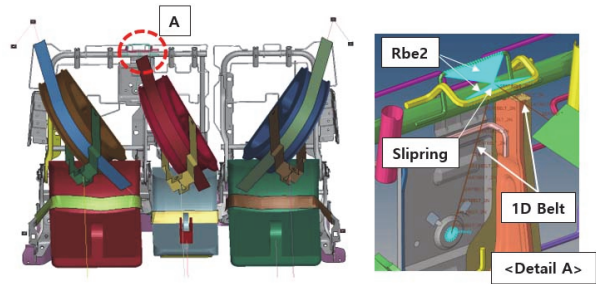 A
Rbe2
Slipring
1D Belt
<Detail A>